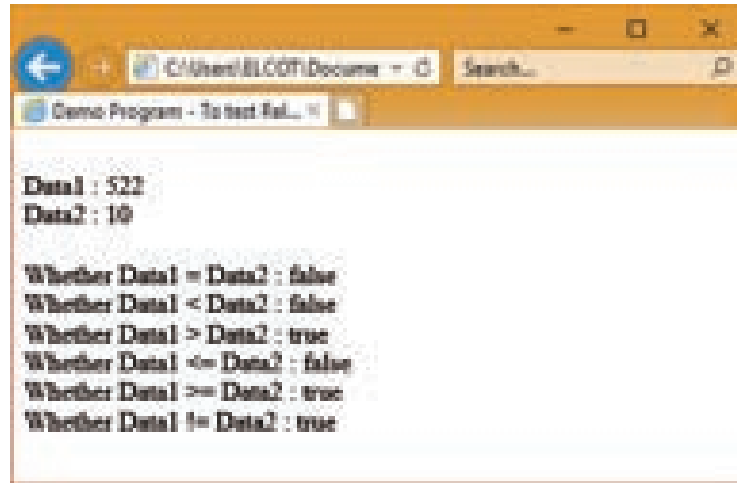 C:\Users\ELCOT\Docume
Search...
Demo Program - To test Rel...
Data1 : 522
Data2 : 10
Whether Data1 = Data2 : false
Whether Data1 < Data2 : false
Whether Data1 > Data2 : true
Whether Data1 <= Data2 : false
Whether Data1 >= Data2 : true
Whether Data1 != Data2 : true